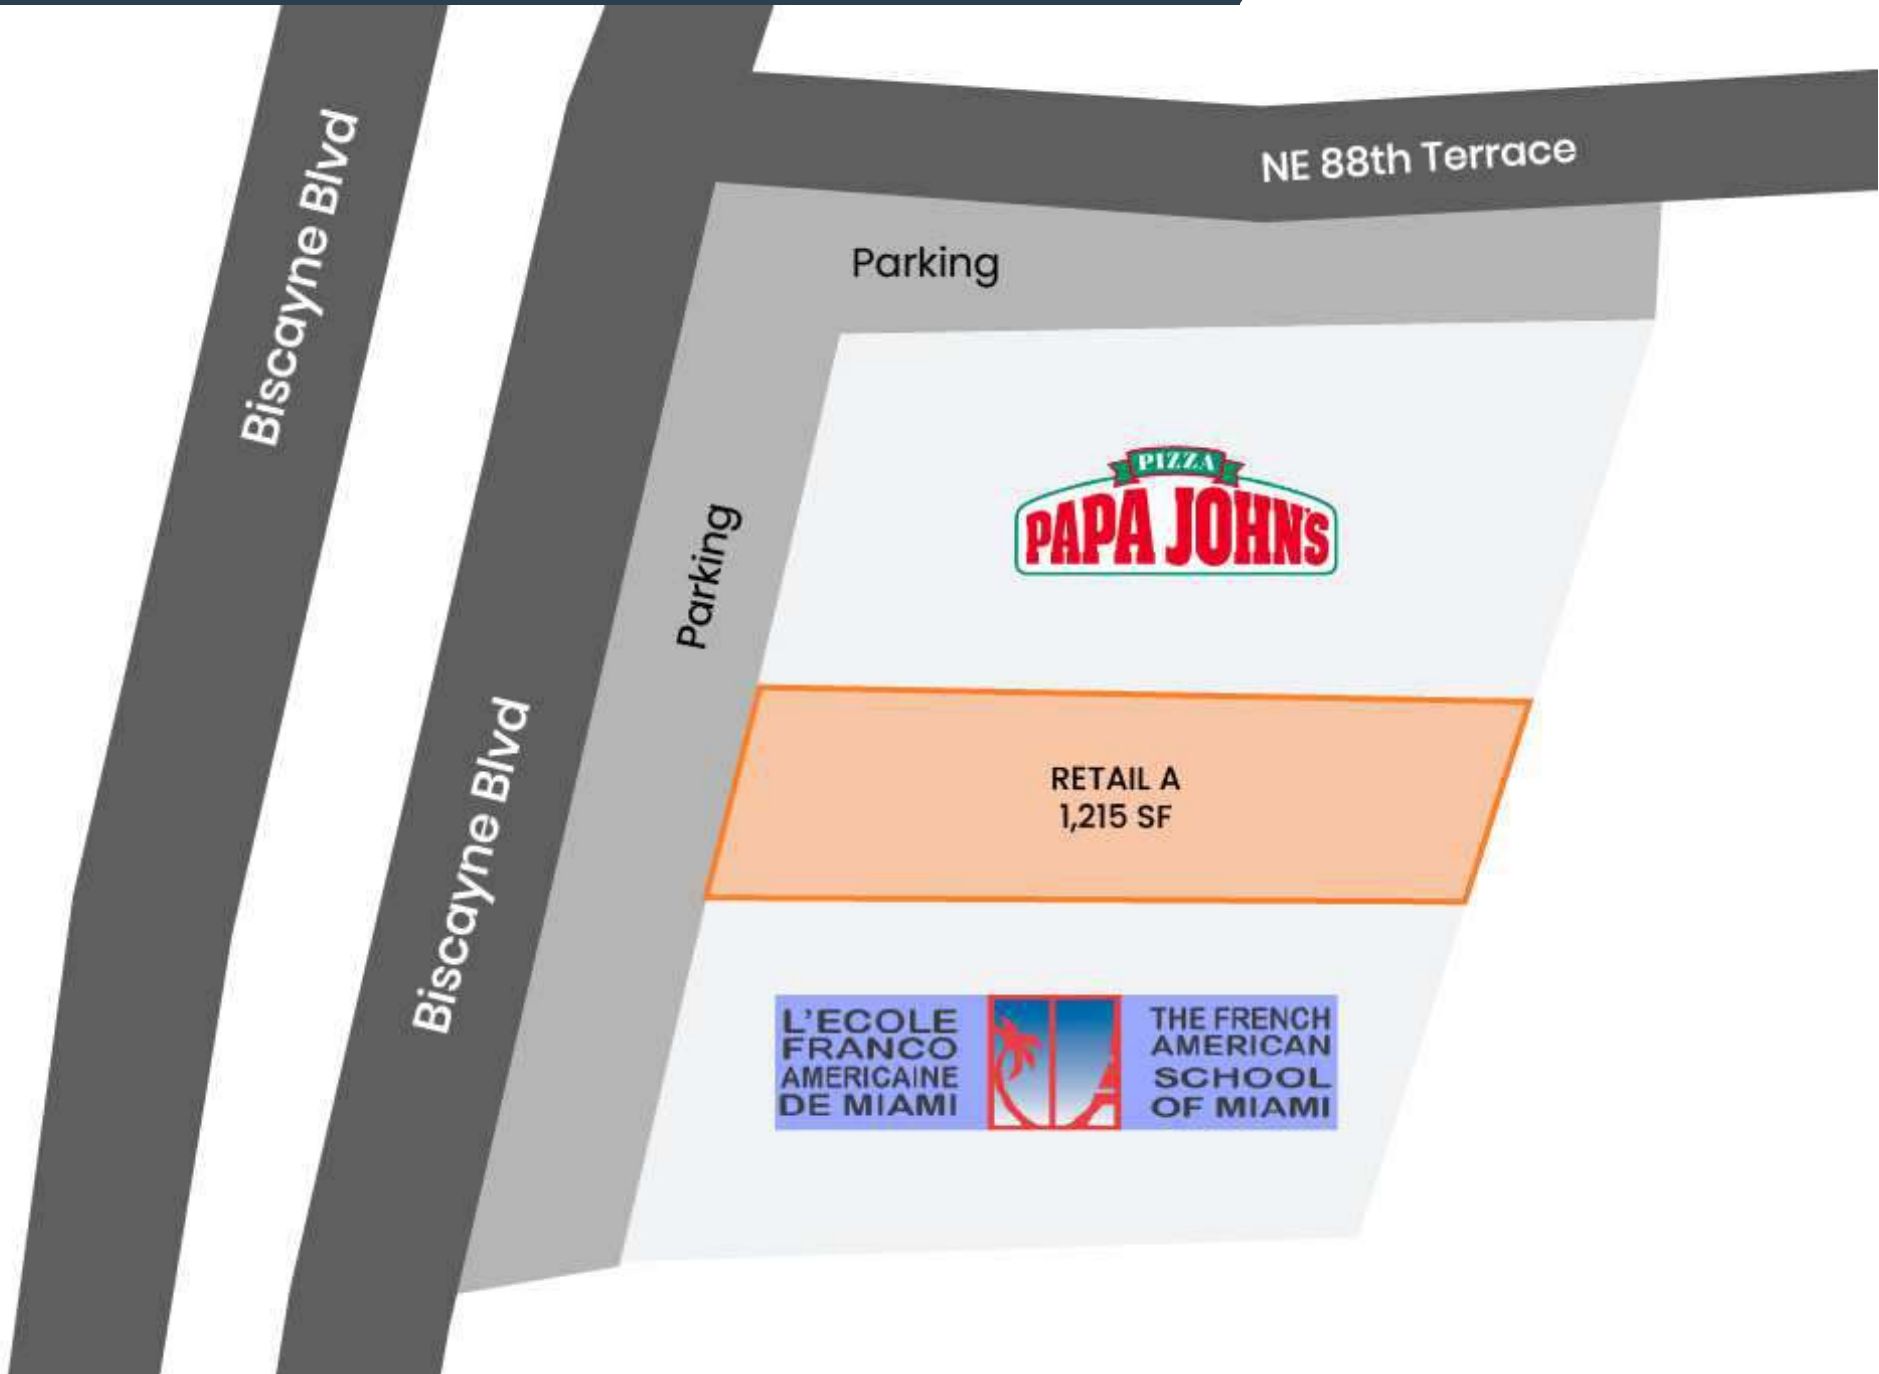 Biscayne Blvd
NE 88th Terrace
Parking
PIZZA
PAPA JOHN'S
Parking
Biscayne Blvd
RETAIL A
1,215 SF
L'ECOLE
FRANCO
AMERICAINE
DE MIAMI
THE FRENCH
AMERICAN
SCHOOL
OF MIAMI